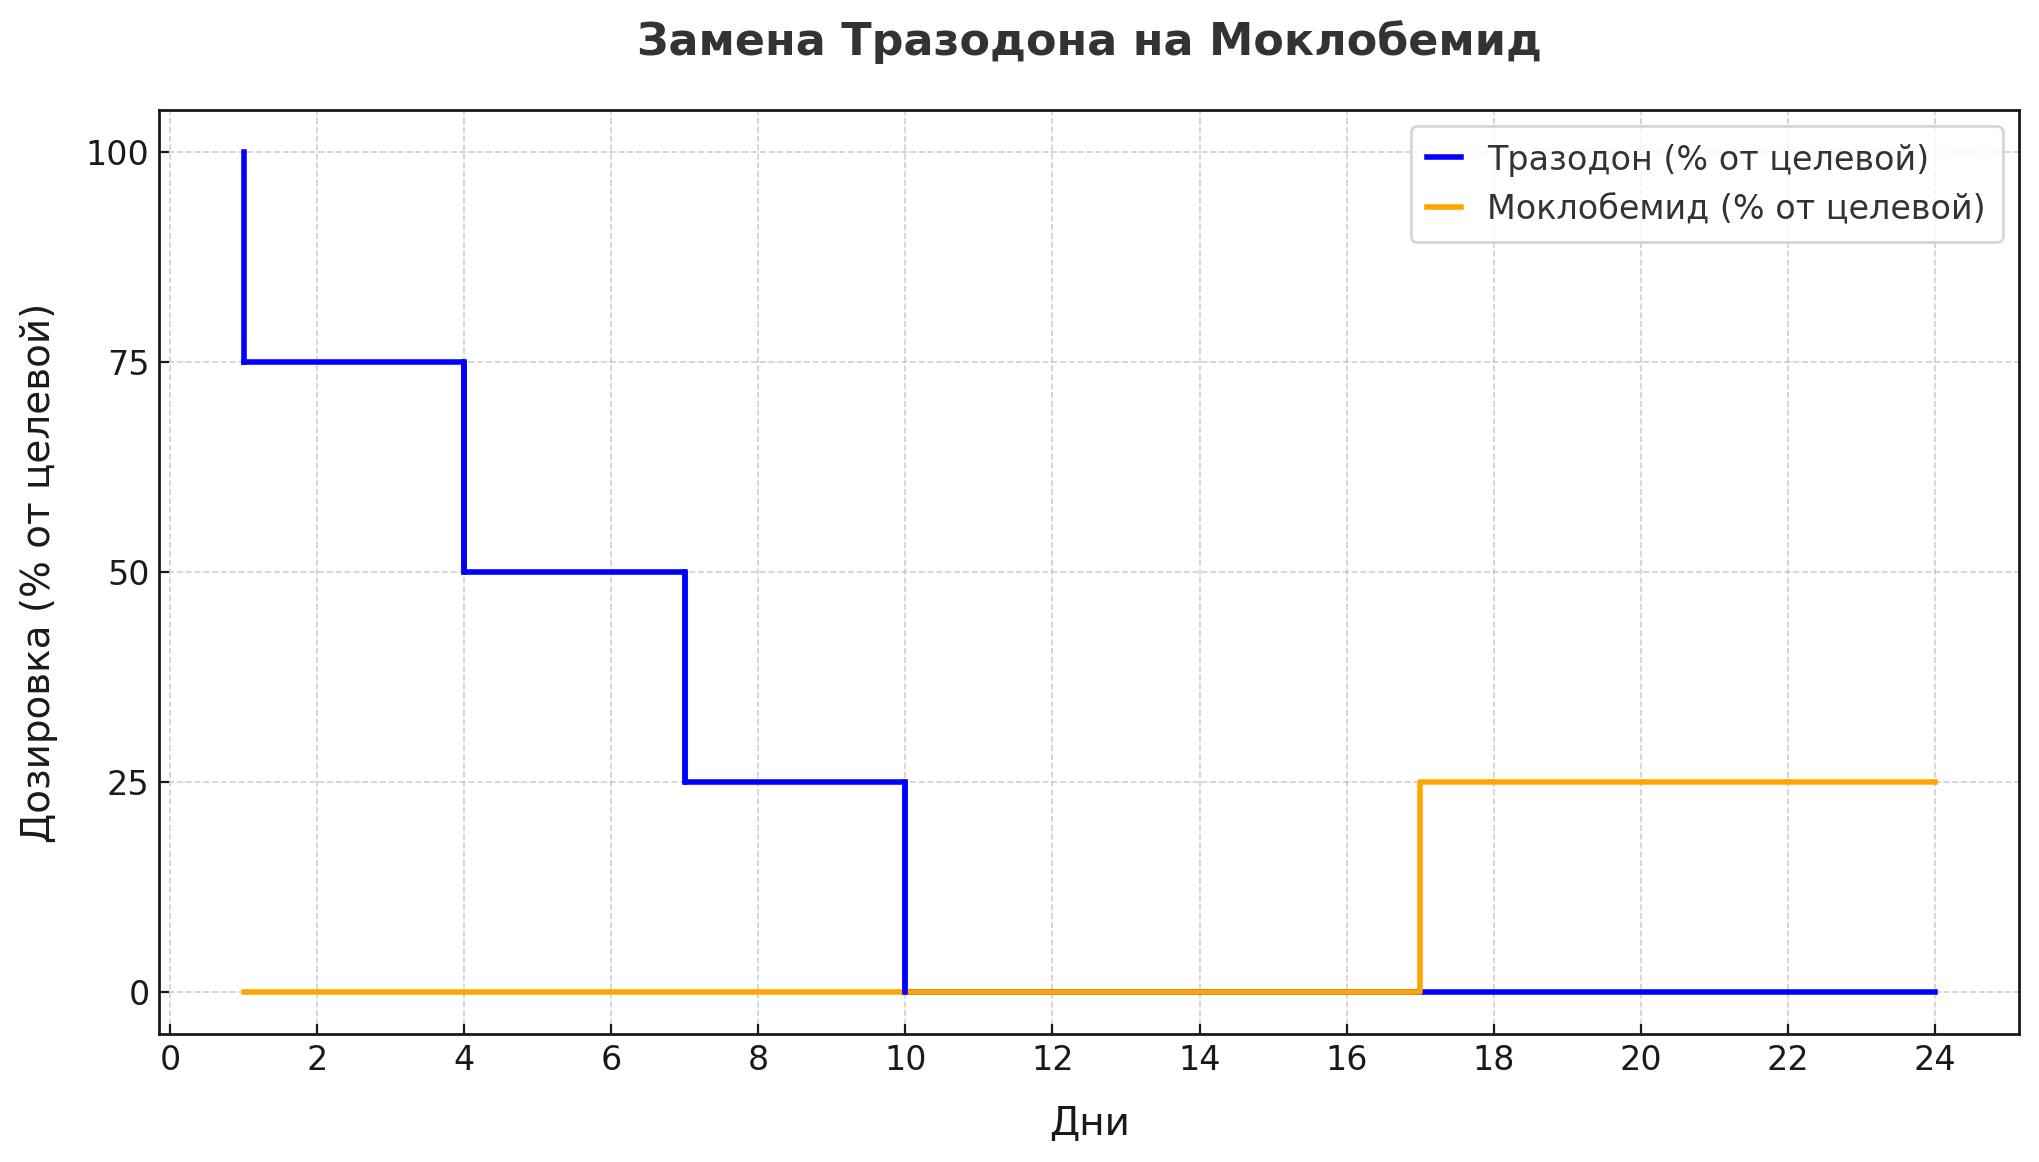 Замена Тразодона на Моклобемид
Тразодон (% от целевой)
Моклобемид (% от целевой)
Дозировка (% от целевой)
100
75
50
25
0
0 2 4 6 8 10 12 14 16 18 20 22 24
Дни